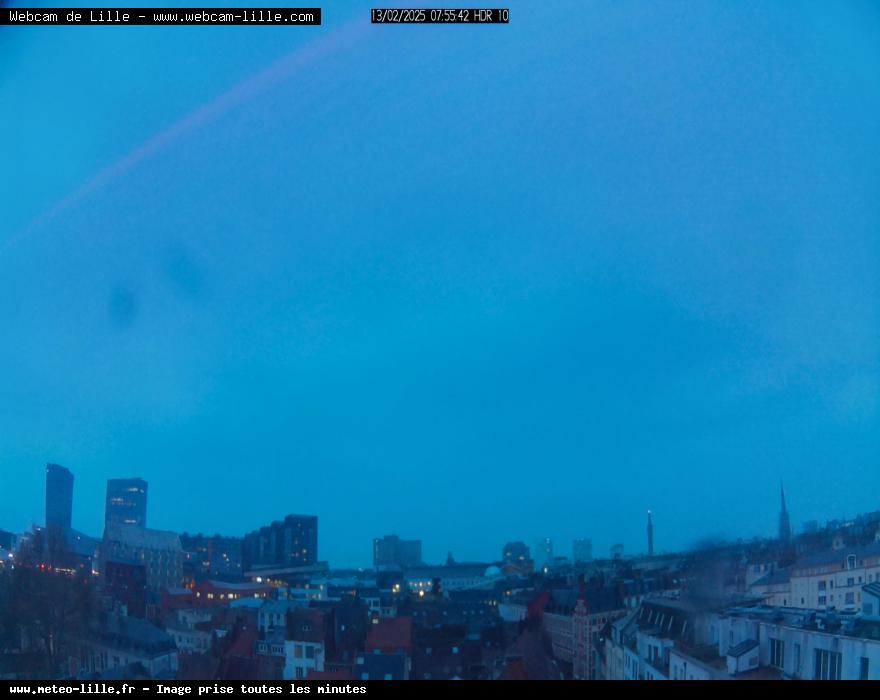 Webcam de Lille - www.webcam-lille.com
13/02/2025 07:55:42 HDR 10
www.meteo-lille.fr - Image prise toutes les minutes